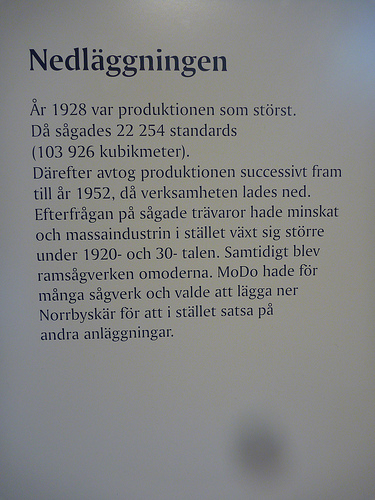 Nedläggningen
År 1928 var produktionen som störst.
Då sågades 22 254 standards
(103 926 kubikmeter).
Därefter avtog produktionen successivt fram
till år 1952, då verksamheten lades ned.
Efterfrågan på sågade trävaror hade minskat
och massaindustrin i stället växt sig större
under 1920- och 30- talen. Samtidigt blev
ramsågverken omoderna. MoDo hade för
många sågverk och valde att lägga ner
Norrbyskär för att i stället satsa på
andra anläggningar.